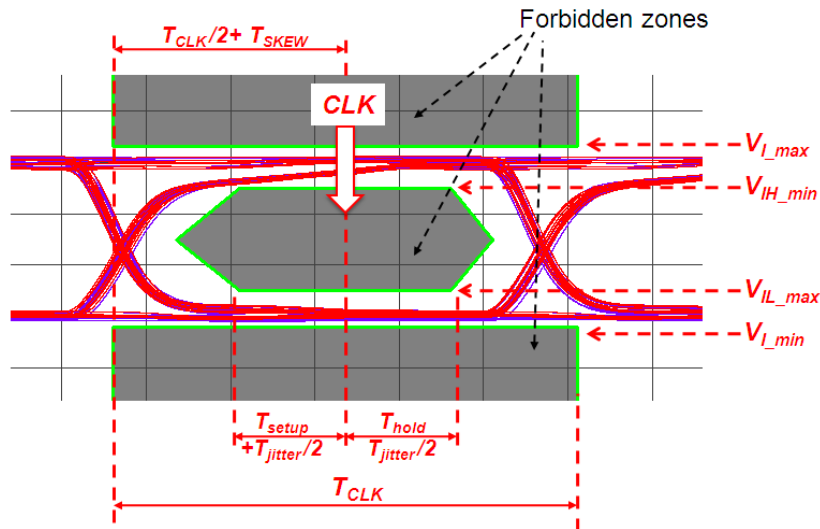 Forbidden zones
T_CLK/2+ T_SKEW
CLK
V_I_max
V_IH_min
V_IL_max
V_I_min
T_setup
+T_jitter/2
T_hold
T_jitter/2
T_CLK